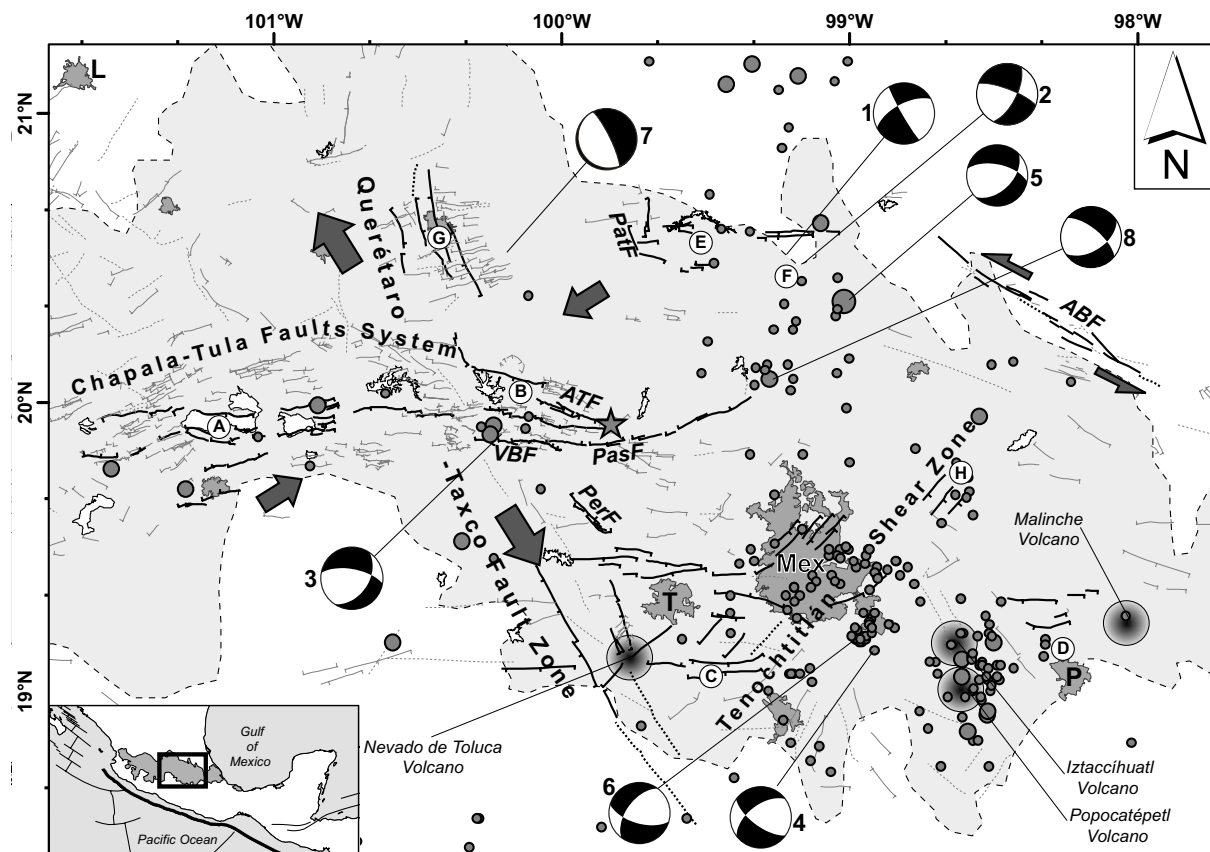 101°W
100°W
99°W
98°W
21°N
20°N
19°N
L
N
1
2
7
5
8
Querétaro
-Taxco Fault Zone
G
PatF
E
F
ABF
Chapala-Tula Faults System
B
ATF
A
VBF
PasF
PerF
Tenochtitlan Shear Zone
H
Malinche
Volcano
Mex
T
3
C
D
P
Nevado de Toluca
Volcano
Gulf
of
Mexico
Pacific Ocean
6
4
Iztaccíhuatl
Volcano
Popocatépetl
Volcano